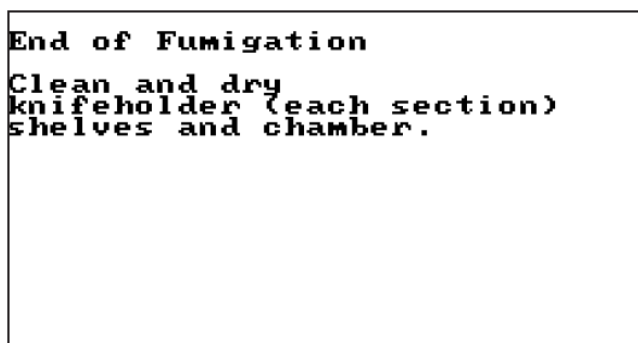 End of Fumigation
Clean and dry
knifeholder (each section)
shelves and chamber.